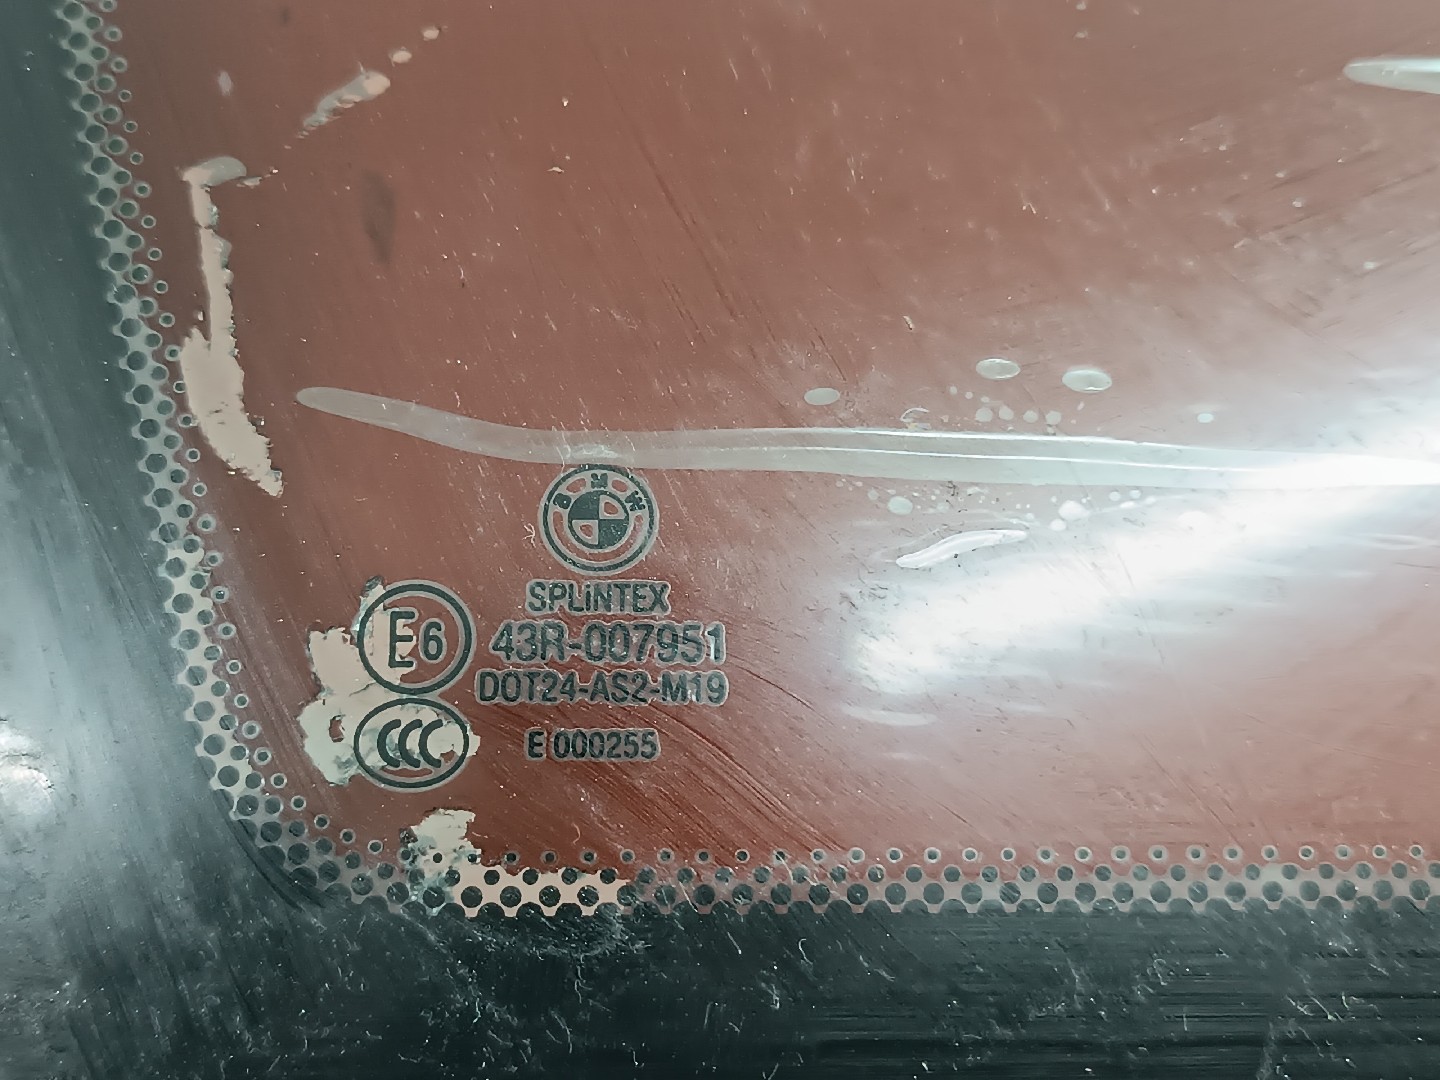 BMW
SPLiNTEX
E6 43R-007951
DOT24-AS2-M19
CCC E 000255